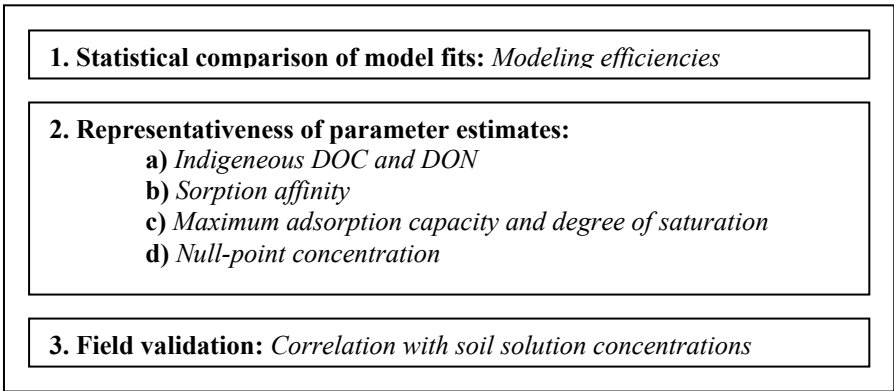 1. Statistical comparison of model fits: Modeling efficiencies
2. Representativeness of parameter estimates:
a) Indigeneous DOC and DON
b) Sorption affinity
c) Maximum adsorption capacity and degree of saturation
d) Null-point concentration
3. Field validation: Correlation with soil solution concentrations